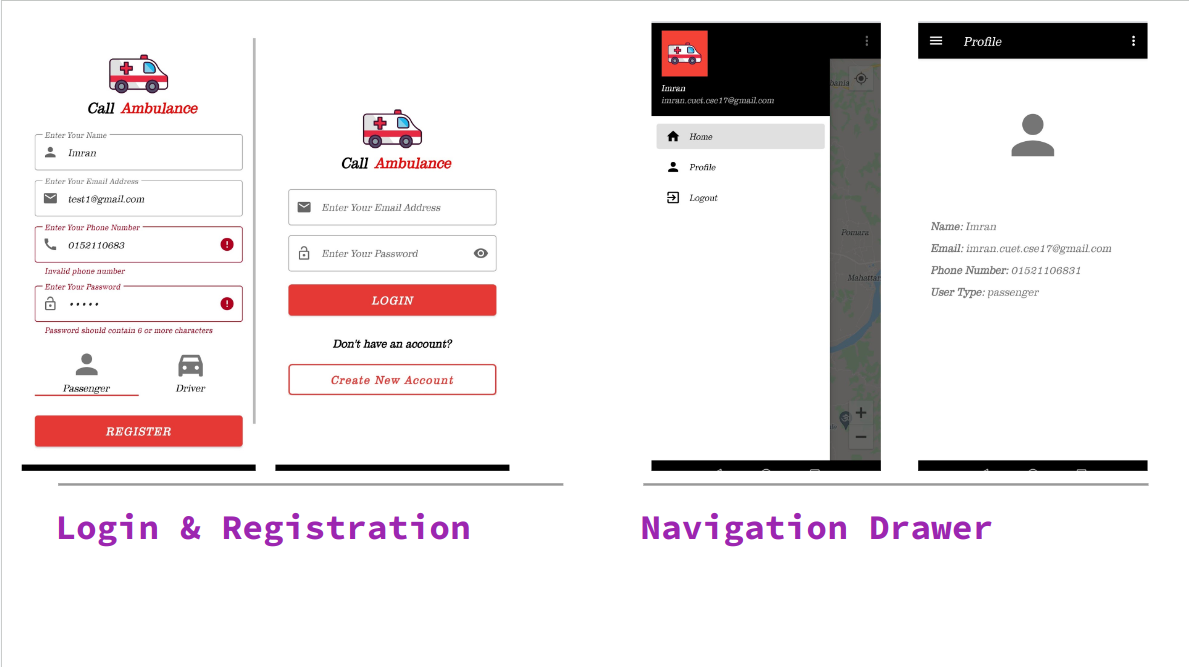 Call Ambulance
Enter Your Name
Imran
Enter Your Email Address
test1@gmail.com
Enter Your Phone Number
0152110683
Invalid phone number
Enter Your Password
Password should contain 6 or more characters
Passenger
Driver
REGISTER
Call Ambulance
Enter Your Email Address
Enter Your Password
LOGIN
Don't have an account?
Create New Account
Login & Registration
Imran
imran.cuet.cse17@gmail.com
Home
Profile
Logout
Pomara
Profile
Name: Imran
Email: imran.cuet.cse17@gmail.com
Phone Number: 01521106831
User Type: passenger
Navigation Drawer